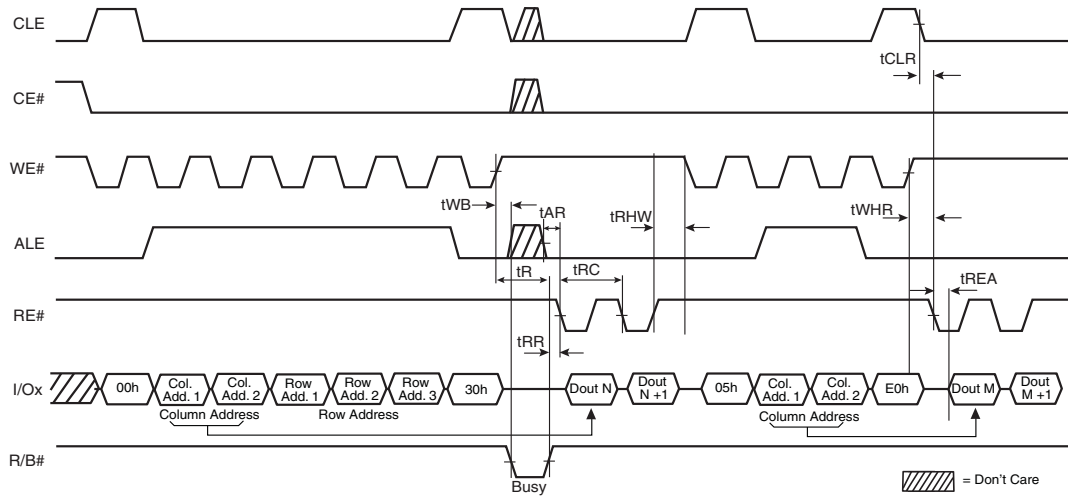 CLE
tCLR
CE#
WE#
tWB
tAR
tRHW
tWHR
ALE
tR
tRC
tREA
RE#
tRR
I/Ox
00h
Col. Add. 1
Col. Add. 2
Row Add. 1
Row Add. 2
Row Add. 3
30h
Dout N
Dout N +1
05h
Col. Add. 1
Col. Add. 2
E0h
Dout M
Dout M +1
Column Address
Row Address
Column Address
R/B#
Busy
= Don't Care